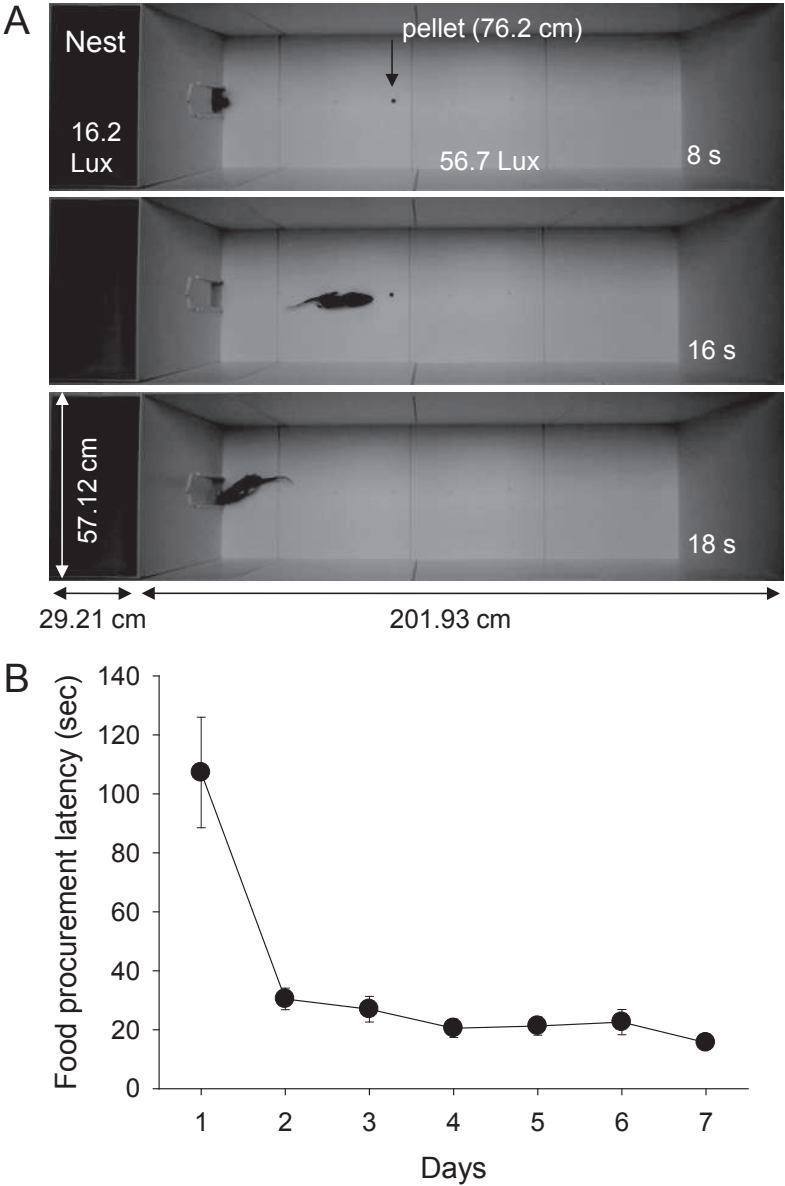 A
Nest
pellet (76.2 cm)
16.2
Lux
56.7 Lux
8 s
16 s
57.12 cm
18 s
29.21 cm
201.93 cm
B
Food procurement latency (sec)
140
120
100
80
60
40
20
0
1 2 3 4 5 6 7
Days